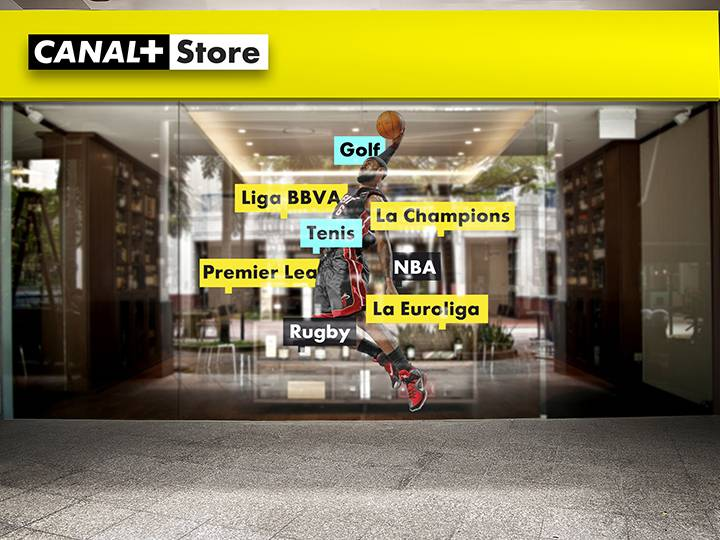 CANAL+ Store
Golf
Liga BBVA
La Champions
Tenis
Premier Lea
NBA
La Euroliga
Rugby